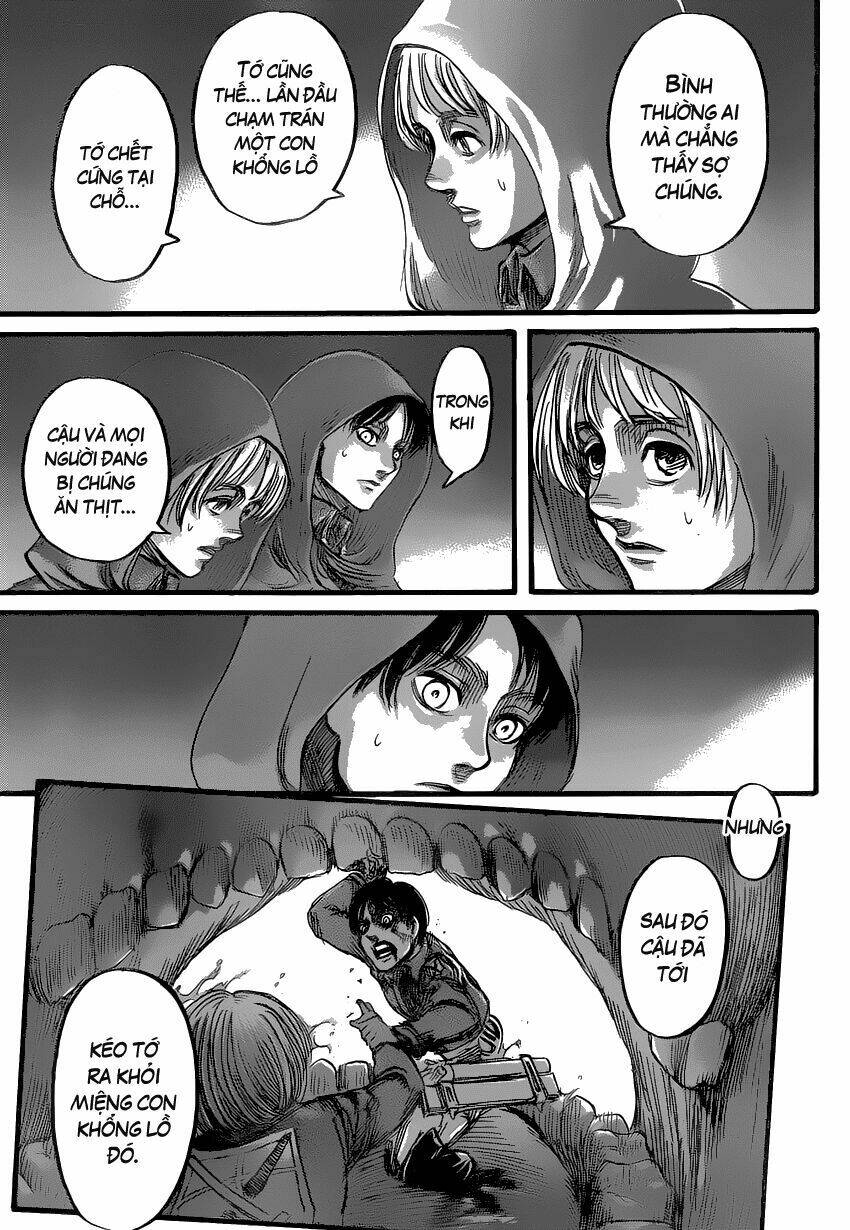 BÌNH
THƯỜNG AI
MÀ CHẲNG
THẤY SỢ
CHÚNG.
TỚ CŨNG
THẾ... LẦN ĐẦU
CHẠM TRÁN
MỘT CON
KHỔNG LỒ
TỚ CHẾT
CỨNG TẠI
CHỖ...
TRONG
KHI
CẬU VÀ MỌI
NGƯỜI ĐANG
BỊ CHÚNG
ĂN THỊT...
NHƯNG
SAU ĐÓ
CẬU ĐÃ
TỚI
KÉO TỚ
RA KHỎI
MIỆNG CON
KHỔNG LỒ
ĐÓ.